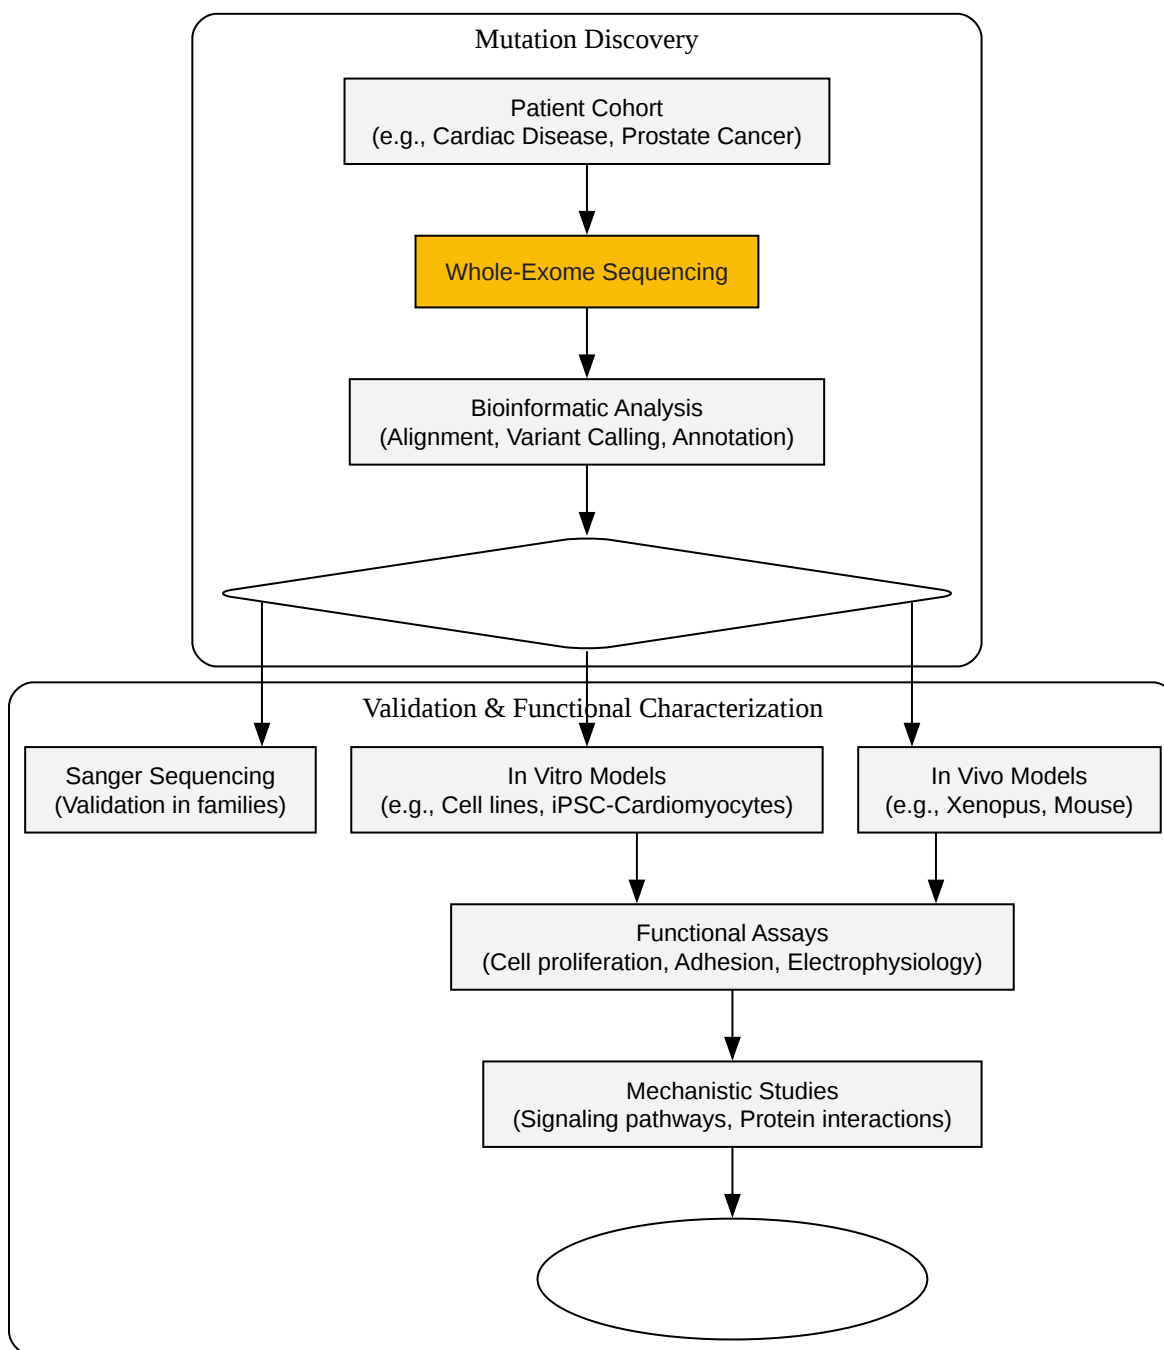 Mutation Discovery
Patient Cohort
(e.g., Cardiac Disease, Prostate Cancer)
Whole-Exome Sequencing
Bioinformatic Analysis
(Alignment, Variant Calling, Annotation)
Validation & Functional Characterization
Sanger Sequencing
(Validation in families)
In Vitro Models
(e.g., Cell lines, iPSC-Cardiomyocytes)
In Vivo Models
(e.g., Xenopus, Mouse)
Functional Assays
(Cell proliferation, Adhesion, Electrophysiology)
Mechanistic Studies
(Signaling pathways, Protein interactions)